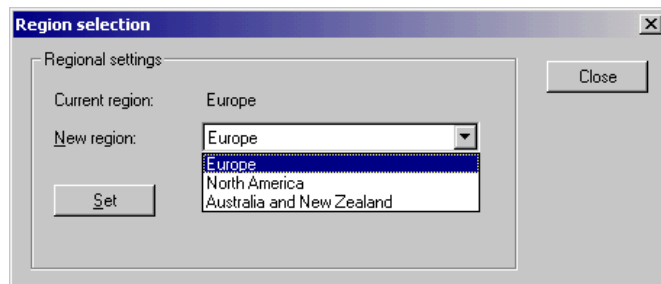 Region selection
Regional settings
Close
Current region: Europe
New region: Europe
Europe
North America
Set
Australia and New Zealand